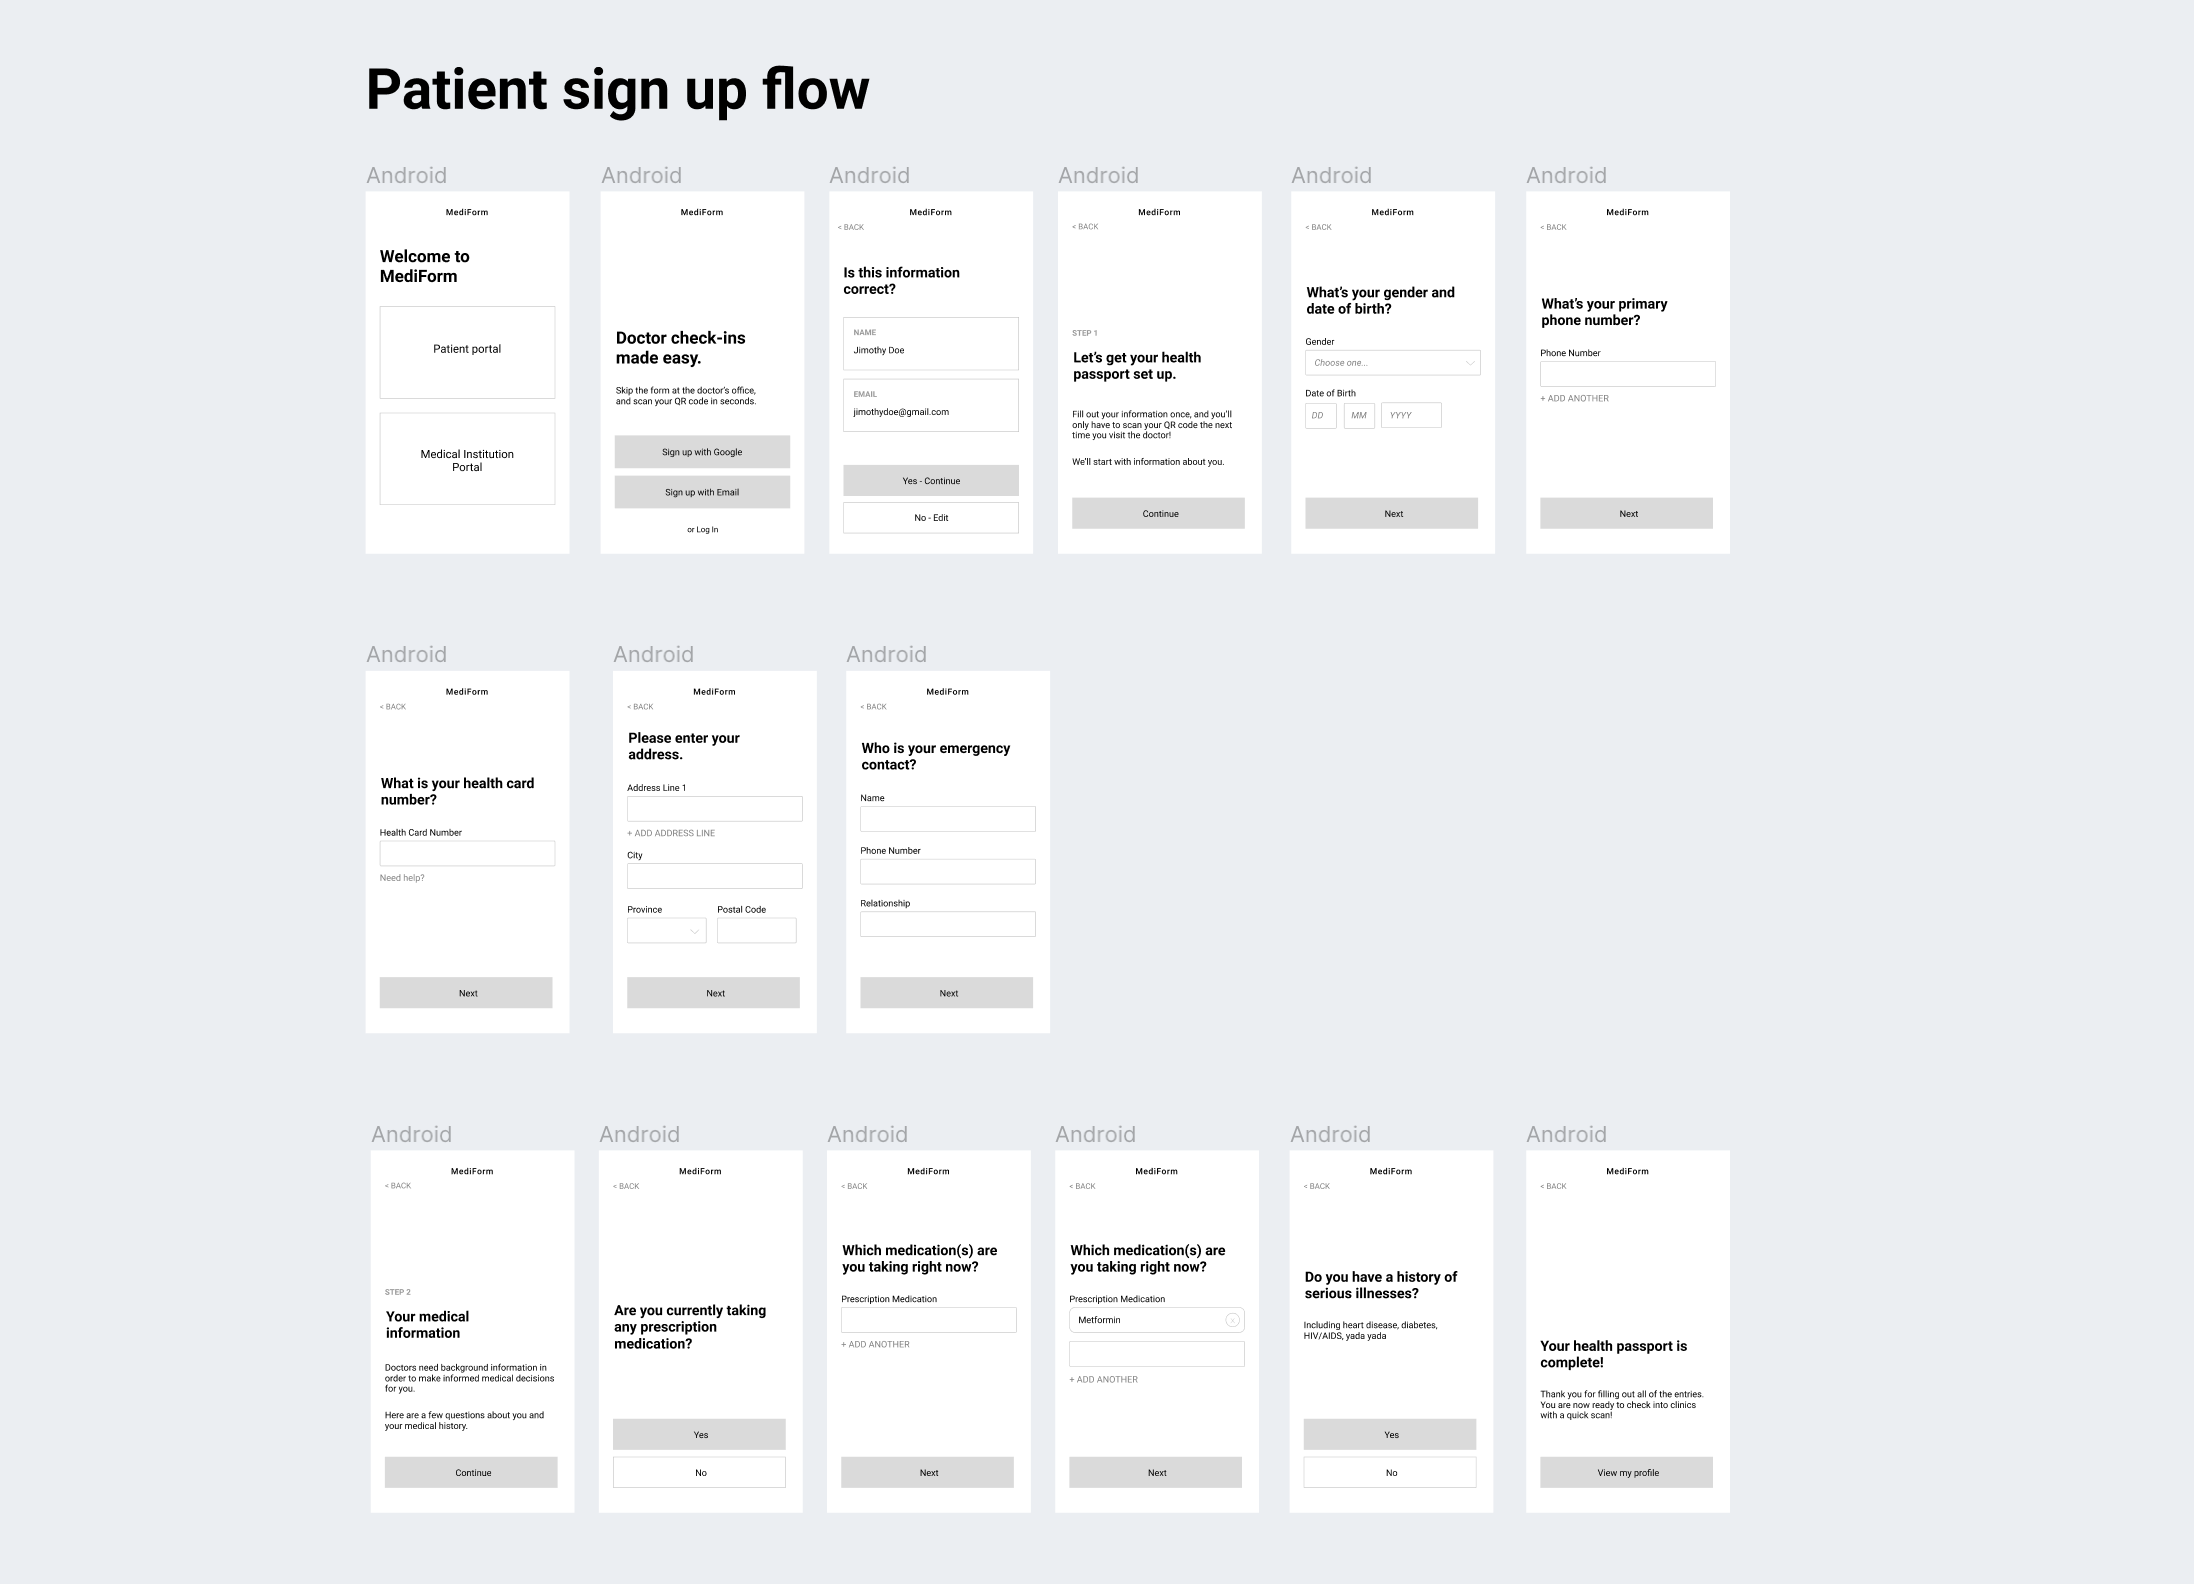 Patient sign up flow
Android
MediForm
Welcome to
MediForm
Patient portal
Medical Institution
Portal
Android
MediForm
Doctor check-ins
made easy.
Skip the form at the doctor's office,
and scan your QR code in seconds.
Sign up with Google
Sign up with Email
or Log In
Android
MediForm
< BACK
Is this information
correct?
NAME
Jimothy Doe
EMAIL
jimothydoe@gmail.com
Yes - Continue
No - Edit
Android
MediForm
< BACK
STEP 1
Let's get your health
passport set up.
Fill out your information once, and you'll
only have to scan your QR code the next
time you visit the doctor!
We'll start with information about you.
Continue
Android
MediForm
< BACK
What's your gender and
date of birth?
Gender
Choose one...
Date of Birth
DD MM YYYY
Next
Android
MediForm
< BACK
What's your primary
phone number?
Phone Number
+ ADD ANOTHER
Next
Android
MediForm
< BACK
What is your health card
number?
Health Card Number
Need help?
Next
Android
MediForm
< BACK
Please enter your
address.
Address Line 1
+ ADD ADDRESS LINE
City
Province Postal Code
Next
Android
MediForm
< BACK
Who is your emergency
contact?
Name
Phone Number
Relationship
Next
Android
MediForm
< BACK
STEP 2
Your medical
information
Doctors need background information in
order to make informed medical decisions
for you.
Here are a few questions about you and
your medical history.
Continue
Android
MediForm
< BACK
Are you currently taking
any prescription
medication?
Yes
No
Android
MediForm
< BACK
Which medication(s) are
you taking right now?
Prescription Medication
+ ADD ANOTHER
Next
Android
MediForm
< BACK
Which medication(s) are
you taking right now?
Prescription Medication
Metformin
+ ADD ANOTHER
Next
Android
MediForm
< BACK
Do you have a history of
serious illnesses?
Including heart disease, diabetes,
HIV/AIDS, yada yada
Yes
No
Android
MediForm
< BACK
Your health passport is
complete!
Thank you for filling out all of the entries.
You are now ready to check into clinics
with a quick scan!
View my profile